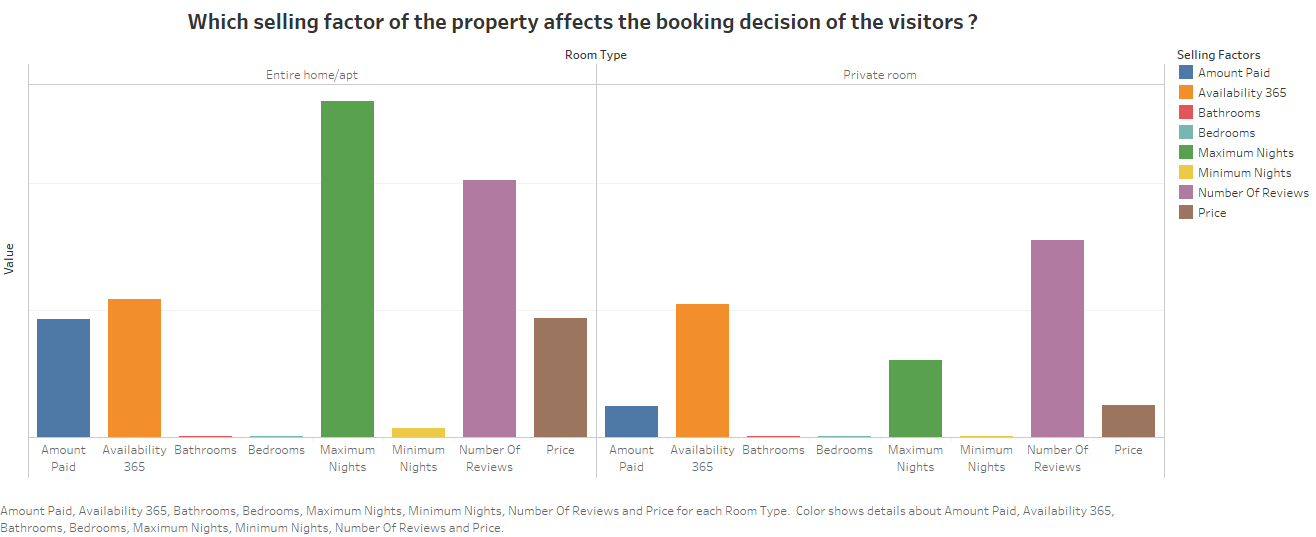 Which selling factor of the property affects the booking decision of the visitors ?
Room Type
Entire home/apt
Private room
Value
Amount Paid
Availability 365
Bathrooms
Bedrooms
Maximum Nights
Minimum Nights
Number Of Reviews
Price
Amount Paid
Availability 365
Bathrooms
Bedrooms
Maximum Nights
Minimum Nights
Number Of Reviews
Price
Selling Factors
Amount Paid
Availability 365
Bathrooms
Bedrooms
Maximum Nights
Minimum Nights
Number Of Reviews
Price
Amount Paid, Availability 365, Bathrooms, Bedrooms, Maximum Nights, Minimum Nights, Number Of Reviews and Price for each Room Type.  Color shows details about Amount Paid, Availability 365,
Bathrooms, Bedrooms, Maximum Nights, Minimum Nights, Number Of Reviews and Price.